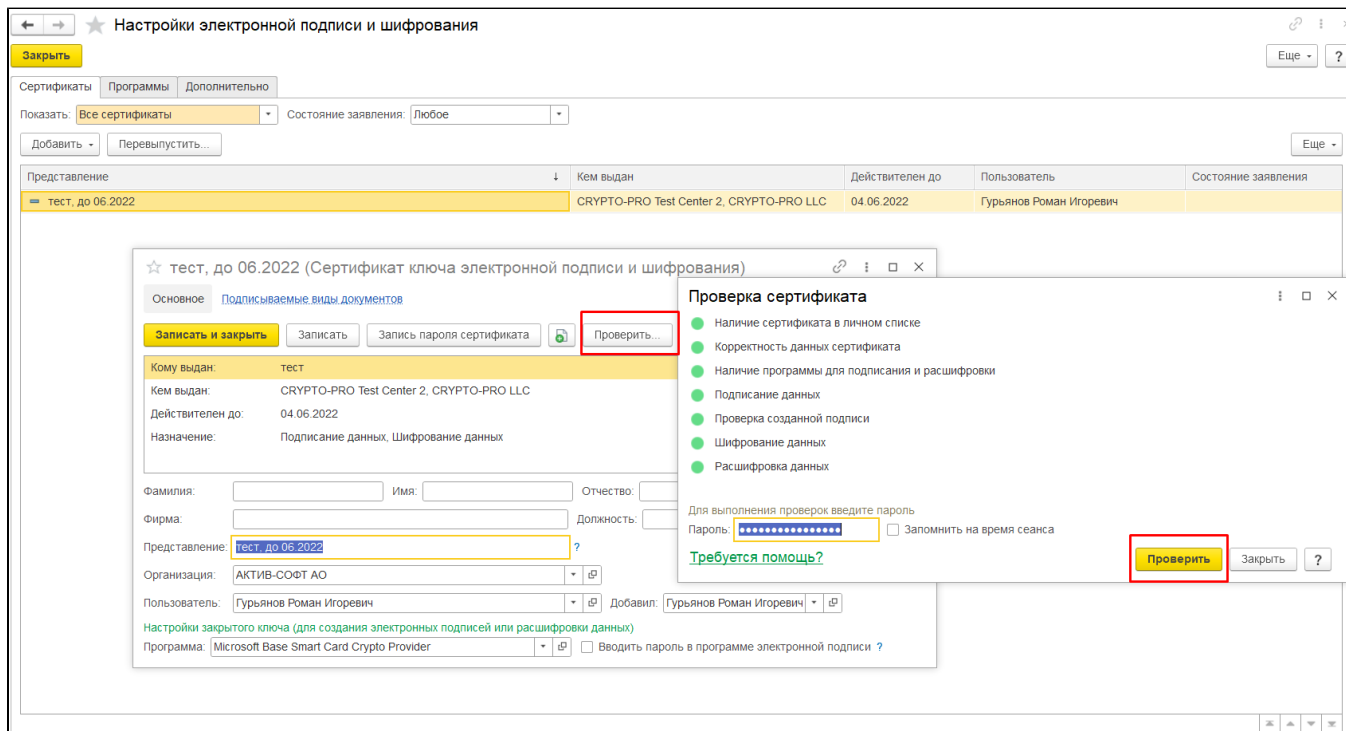 Настройки электронной подписи и шифрования
Закрыть
Еще
?
Сертификаты Программы Дополнительно
Показать: Все сертификаты Состояние заявления: Любое
Добавить Перевыпустить... Еще
Представление ↓ Кем выдан Действителен до Пользователь Состояние заявления
тест, до 06.2022 CRYPTO-PRO Test Center 2, CRYPTO-PRO LLC 04.06.2022 Гурьянов Роман Игоревич
тест, до 06.2022 (Сертификат ключа электронной подписи и шифрования)
Основное Подписываемые виды документов
Записать и закрыть Записать Запись пароля сертификата Проверить...
Кому выдан: тест
Кем выдан: CRYPTO-PRO Test Center 2, CRYPTO-PRO LLC
Действителен до: 04.06.2022
Назначение: Подписание данных, Шифрование данных
Фамилия: Имя: Отчество:
Фирма: Должность:
Представление: тест, до 06.2022 ?
Организация: АКТИВ-СОФТ АО
Пользователь: Гурьянов Роман Игоревич Добавил: Гурьянов Роман Игоревич
Настройки закрытого ключа (для создания электронных подписей или расшифровки данных)
Программа: Microsoft Base Smart Card Crypto Provider Вводить пароль в программе электронной подписи ?
Проверка сертификата
Наличие сертификата в личном списке
Корректность данных сертификата
Наличие программы для подписания и расшифровки
Подписание данных
Проверка созданной подписи
Шифрование данных
Расшифровка данных
Для выполнения проверок введите пароль
Пароль: •••••••••••••••• Запомнить на время сеанса
Требуется помощь? Проверить Закрыть ?